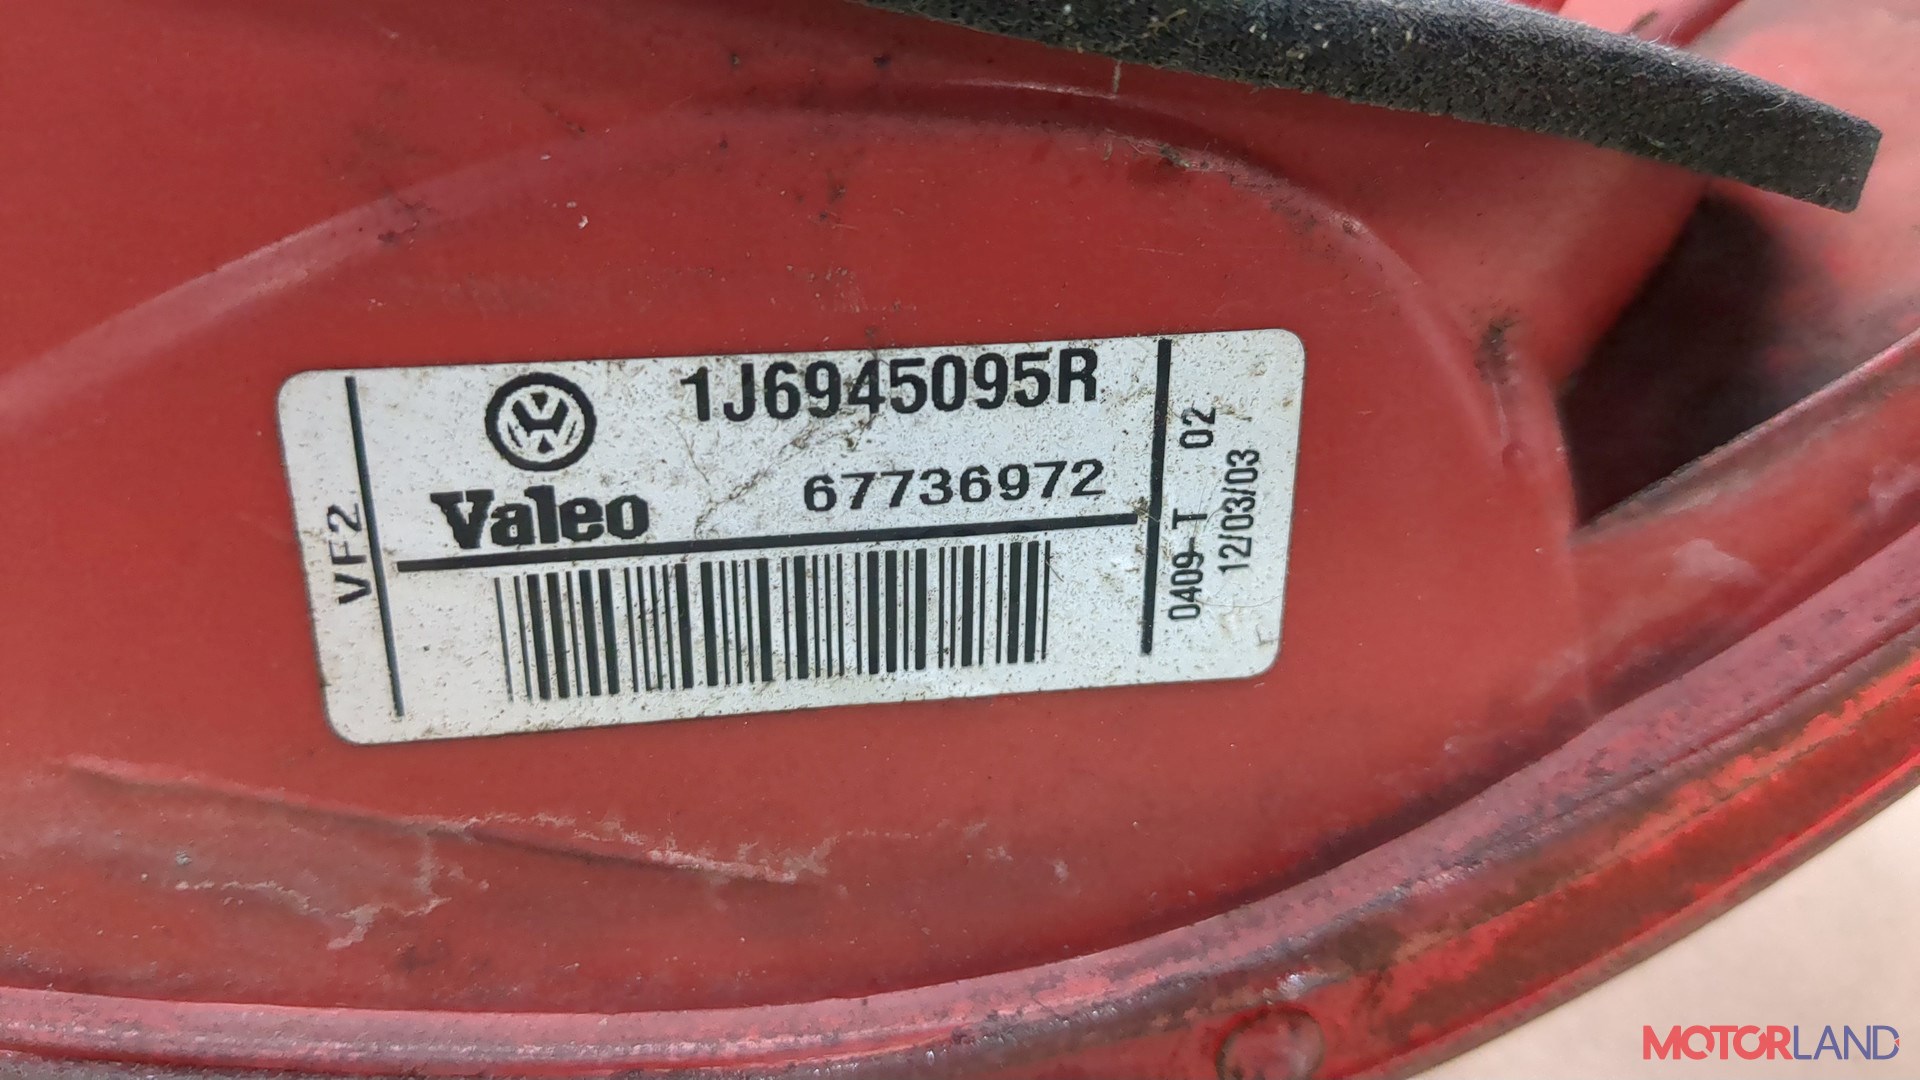 VF2
1J6945095R
Valeo
67736972
0409 T 02
12/03/03
MOTORLAND